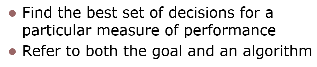 • Find the best set of decisions for a
particular measure of performance
• Refer to both the goal and an algorithm